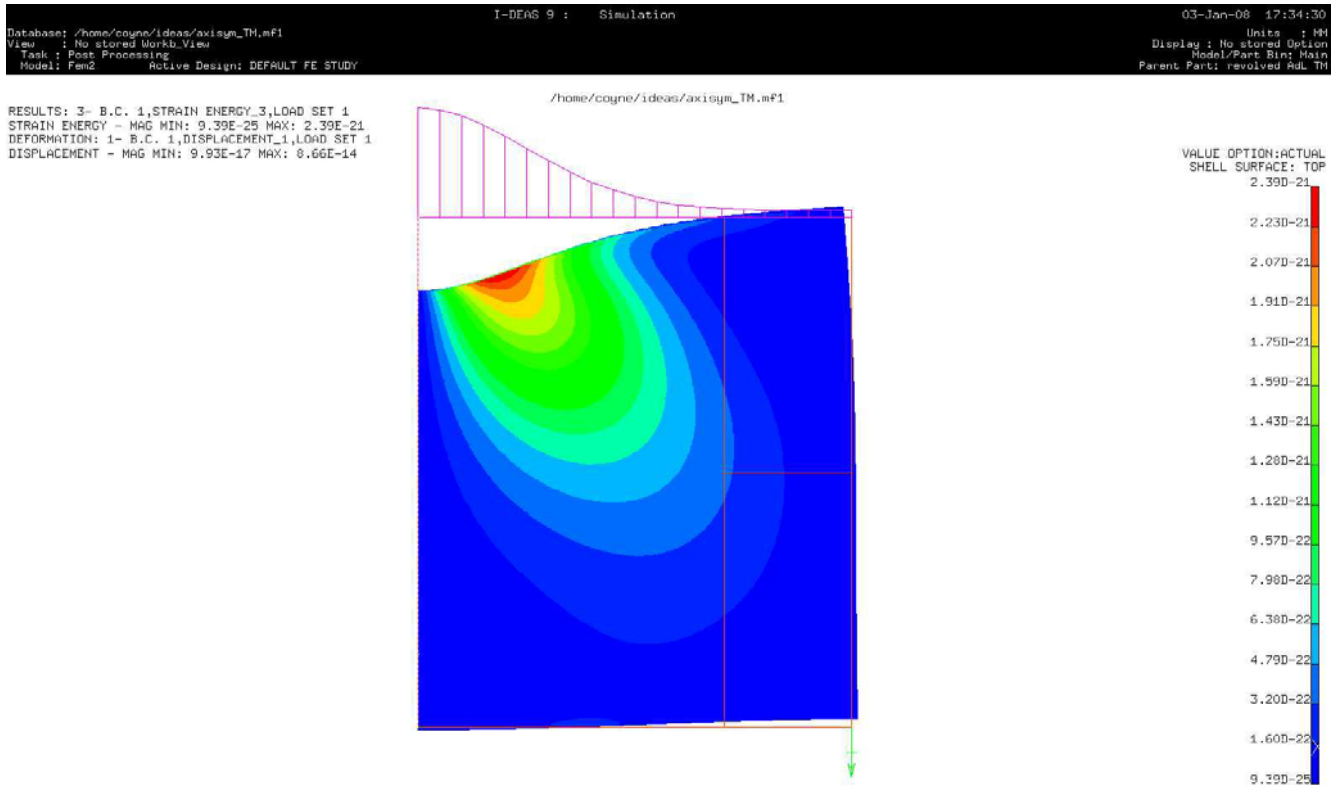 I-DEAS 9 : Simulation
03-Jan-08 17:34:30
Database: /home/coyne/ideas/axisym_TM.mf1
View : No stored Workb_View
Task : Post Processing
Model: Fem2 Active Design: DEFAULT FE STUDY
Units : MM
Display : No stored Option
Model/Part Bin: Main
Parent Part: revolved AdL TM
/home/coyne/ideas/axisym_TM.mf1
RESULTS: 3- B.C. 1,STRAIN ENERGY_3,LOAD SET 1
STRAIN ENERGY - MAG MIN: 9.39E-25 MAX: 2.39E-21
DEFORMATION: 1- B.C. 1,DISPLACEMENT_1,LOAD SET 1
DISPLACEMENT - MAG MIN: 9.93E-17 MAX: 8.66E-14
VALUE OPTION:ACTUAL
SHELL SURFACE: TOP
2.39D-21
2.23D-21
2.07D-21
1.91D-21
1.75D-21
1.59D-21
1.43D-21
1.28D-21
1.12D-21
9.57D-22
7.98D-22
6.38D-22
4.79D-22
3.20D-22
1.60D-22
9.39D-25